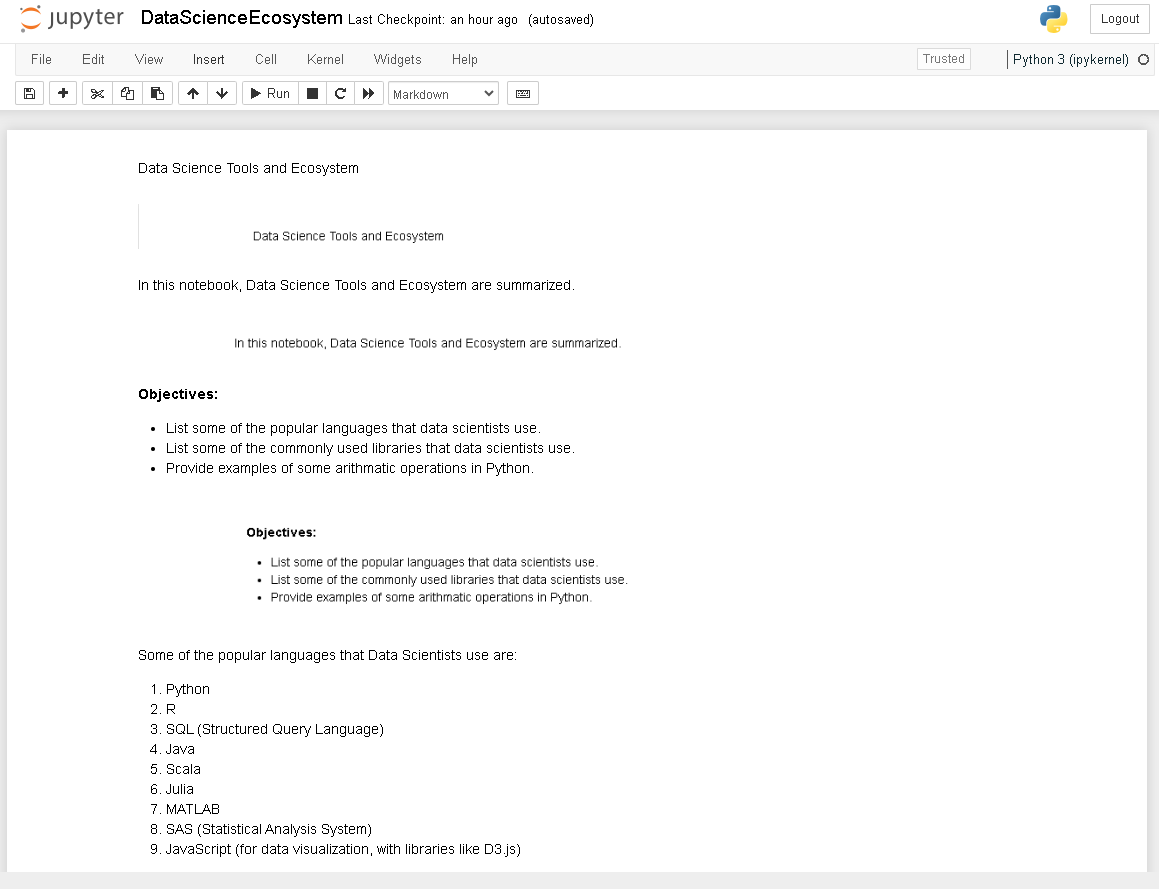 jupyter DataScienceEcosystem Last Checkpoint: an hour ago (autosaved) Logout
File Edit View Insert Cell Kernel Widgets Help Trusted Python 3 (ipykernel)
Run Markdown
Data Science Tools and Ecosystem
Data Science Tools and Ecosystem
In this notebook, Data Science Tools and Ecosystem are summarized.
In this notebook, Data Science Tools and Ecosystem are summarized.
Objectives:
• List some of the popular languages that data scientists use.
• List some of the commonly used libraries that data scientists use.
• Provide examples of some arithmatic operations in Python.
Objectives:
• List some of the popular languages that data scientists use.
• List some of the commonly used libraries that data scientists use.
• Provide examples of some arithmatic operations in Python.
Some of the popular languages that Data Scientists use are:
1. Python
2. R
3. SQL (Structured Query Language)
4. Java
5. Scala
6. Julia
7. MATLAB
8. SAS (Statistical Analysis System)
9. JavaScript (for data visualization, with libraries like D3.js)